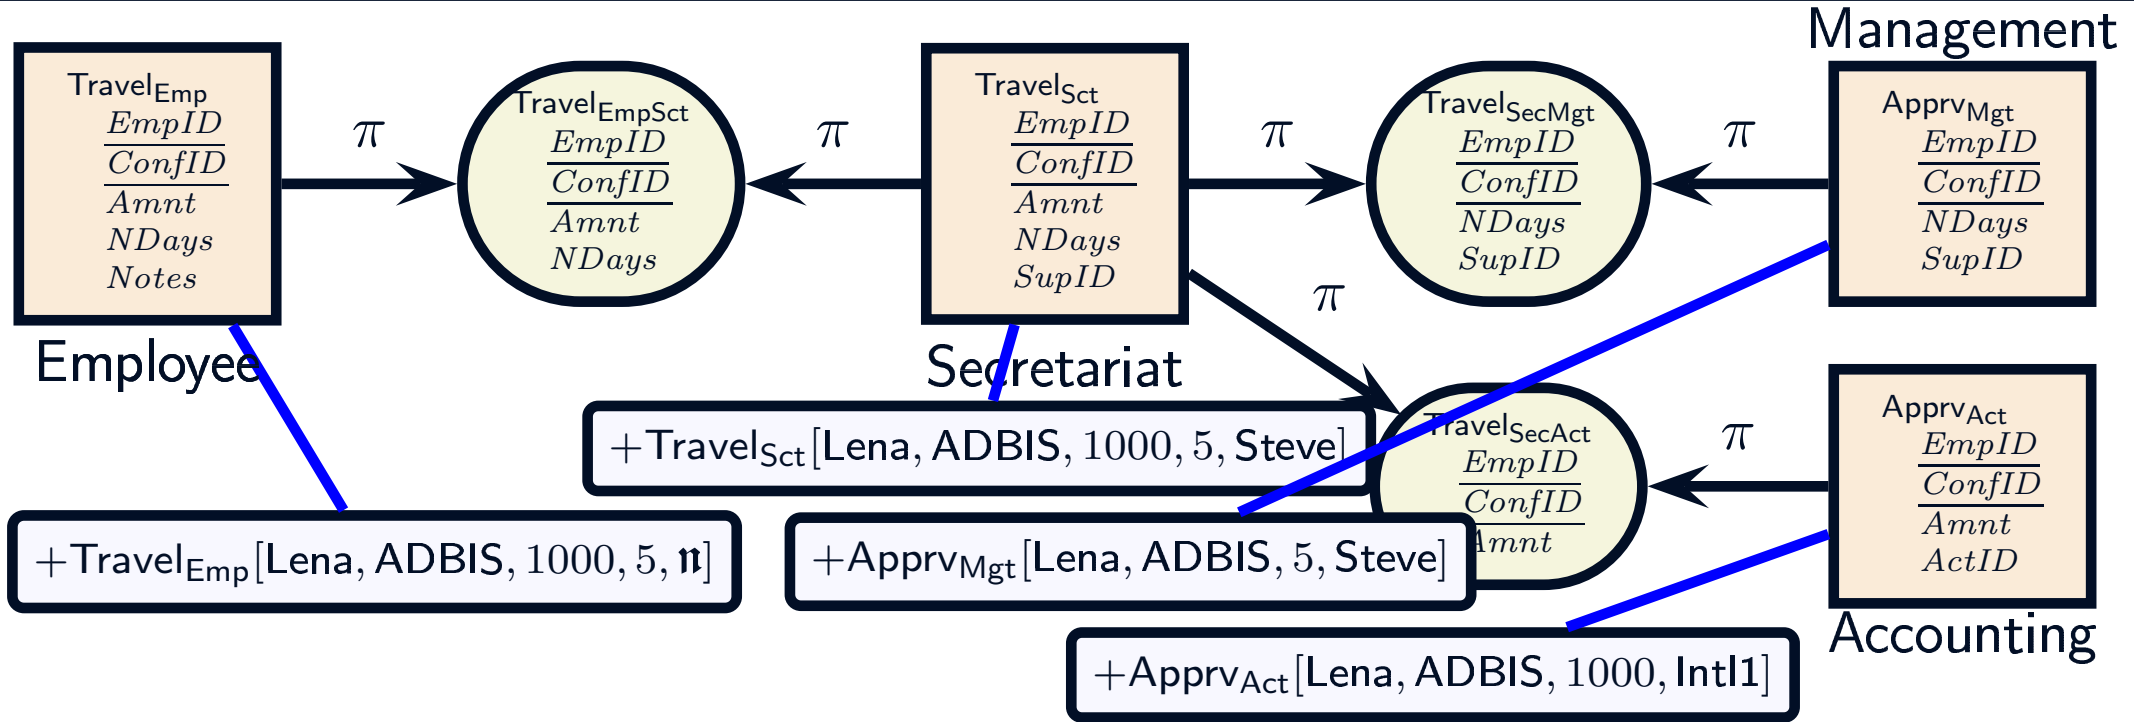 Travel_Emp
EmpID
ConfID
Amnt
NDays
Notes
Employee
π
Travel_EmpSct
EmpID
ConfID
Amnt
NDays
π
Travel_Sct
EmpID
ConfID
Amnt
NDays
SupID
Secretariat
π
Travel_SecMgt
EmpID
ConfID
NDays
SupID
π
Management
Apprv_Mgt
EmpID
ConfID
NDays
SupID
π
Travel_SecAct
EmpID
ConfID
Amnt
π
Apprv_Act
EmpID
ConfID
Amnt
ActID
Accounting
+Travel_Sct[Lena, ADBIS, 1000, 5, Steve]
+Travel_Emp[Lena, ADBIS, 1000, 5, 𝖓]
+Apprv_Mgt[Lena, ADBIS, 5, Steve]
+Apprv_Act[Lena, ADBIS, 1000, Intl1]